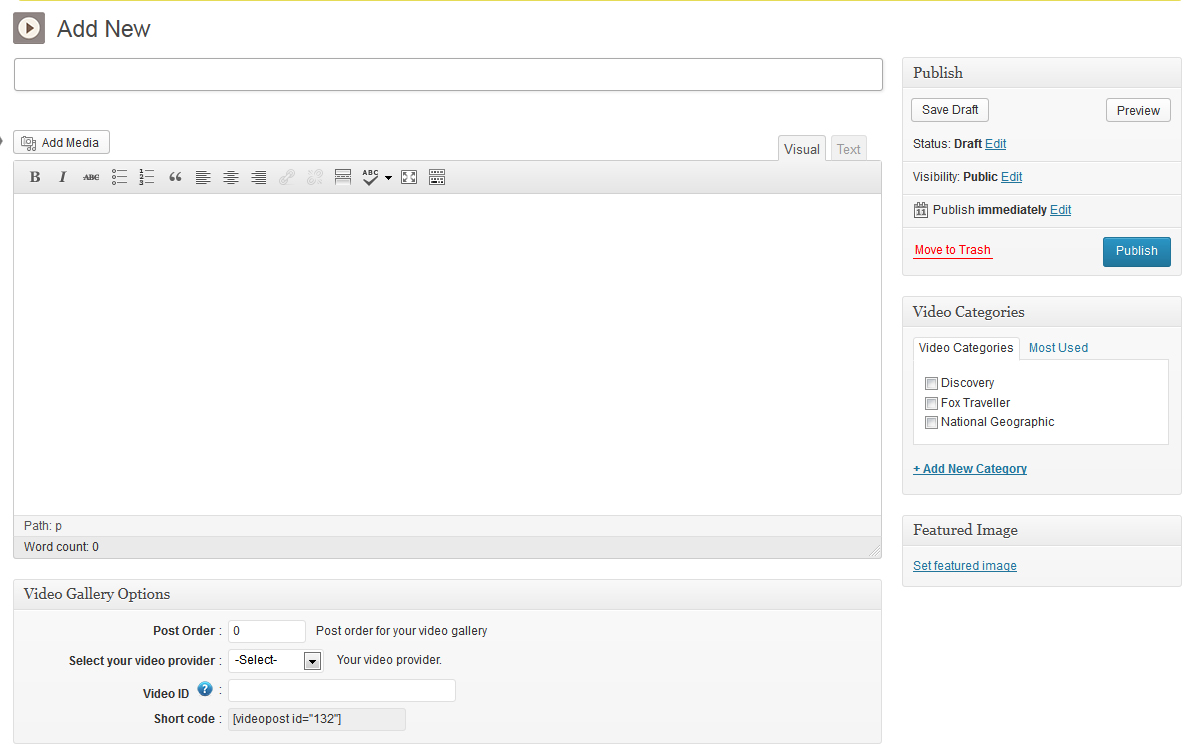 Add New
Add Media
Visual Text
B I ABC ABC
Path: p
Word count: 0
Video Gallery Options
Post Order : 0 Post order for your video gallery
Select your video provider : -Select- Your video provider.
Video ID ? :
Short code : [videopost id="132"]
Publish
Save Draft Preview
Status: Draft Edit
Visibility: Public Edit
11 Publish immediately Edit
Move to Trash Publish
Video Categories
Video Categories Most Used
Discovery
Fox Traveller
National Geographic
+ Add New Category
Featured Image
Set featured image